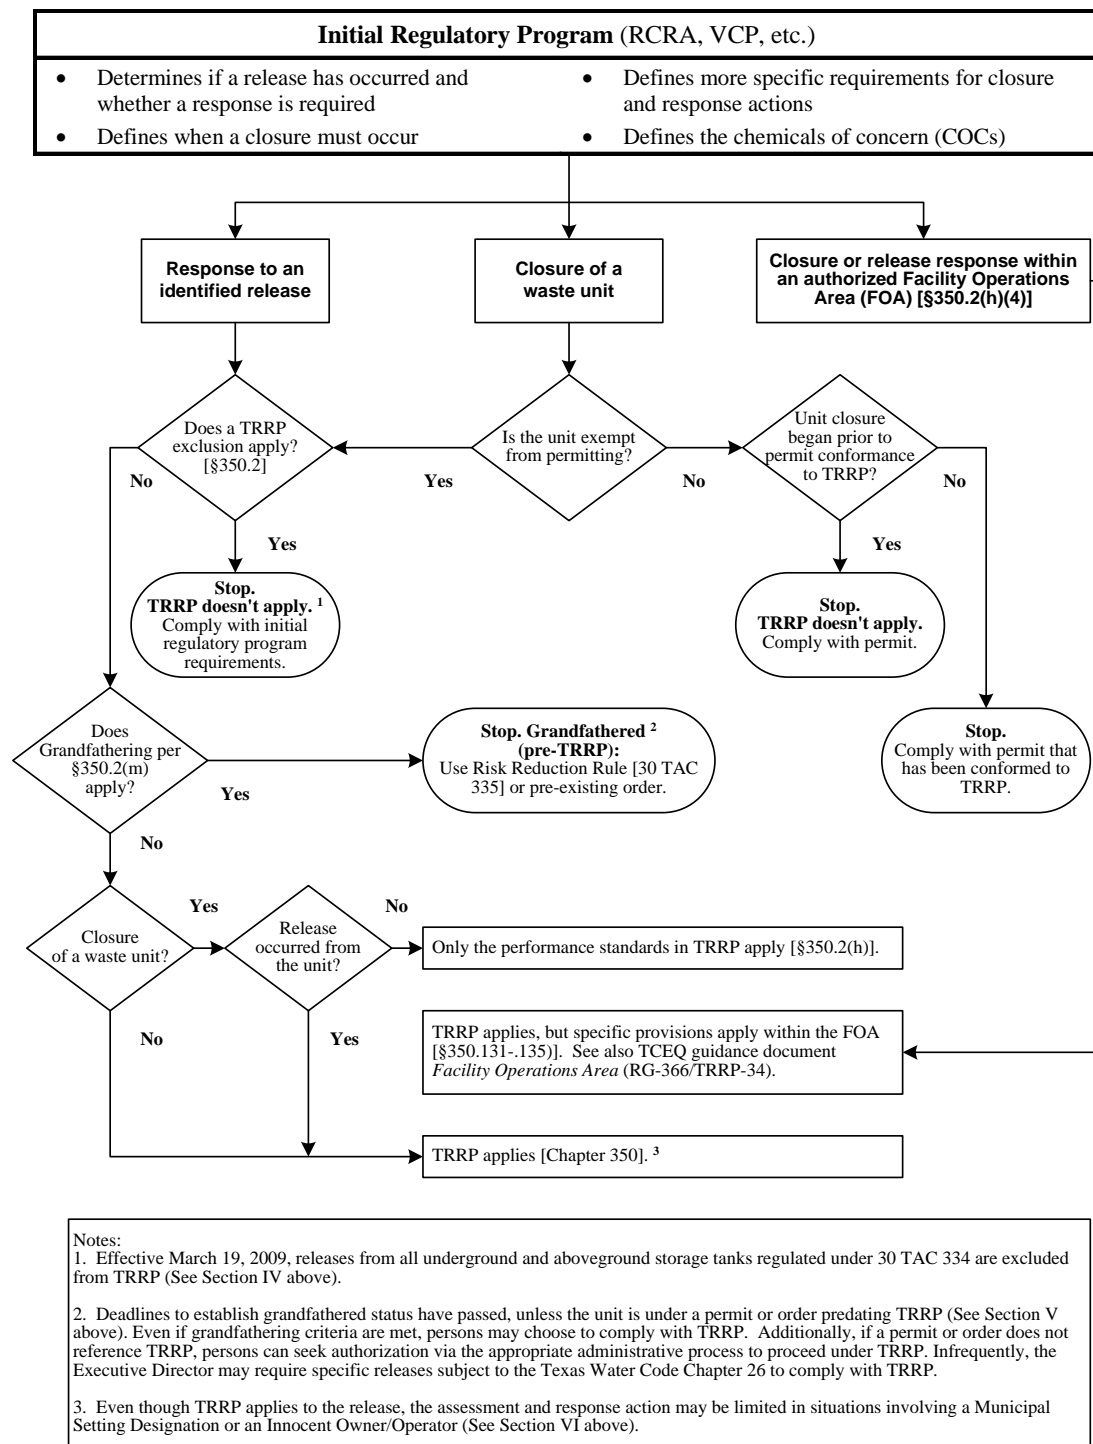 Initial Regulatory Program (RCRA, VCP, etc.)
• Determines if a release has occurred and
whether a response is required
• Defines when a closure must occur
• Defines more specific requirements for closure
and response actions
• Defines the chemicals of concern (COCs)
Response to an
identified release
Closure of a
waste unit
Closure or release response within
an authorized Facility Operations
Area (FOA) [§350.2(h)(4)]
Does a TRRP
exclusion apply?
[§350.2]
Is the unit exempt
from permitting?
Unit closure
began prior to
permit conformance
to TRRP?
No
Yes
No
No
Yes
Yes
Stop.
TRRP doesn't apply. 1
Comply with initial
regulatory program
requirements.
Stop.
TRRP doesn't apply.
Comply with permit.
Does
Grandfathering per
§350.2(m)
apply?
Yes
Stop. Grandfathered 2
(pre-TRRP):
Use Risk Reduction Rule [30 TAC
335] or pre-existing order.
Stop.
Comply with permit that
has been conformed to
TRRP.
No
Closure
of a waste unit?
Yes
Release
occurred from
the unit?
No
Only the performance standards in TRRP apply [§350.2(h)].
No
Yes
TRRP applies, but specific provisions apply within the FOA
[§350.131-.135)]. See also TCEQ guidance document
Facility Operations Area (RG-366/TRRP-34).
TRRP applies [Chapter 350]. 3
Notes:
1. Effective March 19, 2009, releases from all underground and aboveground storage tanks regulated under 30 TAC 334 are excluded
from TRRP (See Section IV above).
2. Deadlines to establish grandfathered status have passed, unless the unit is under a permit or order predating TRRP (See Section V
above). Even if grandfathering criteria are met, persons may choose to comply with TRRP. Additionally, if a permit or order does not
reference TRRP, persons can seek authorization via the appropriate administrative process to proceed under TRRP. Infrequently, the
Executive Director may require specific releases subject to the Texas Water Code Chapter 26 to comply with TRRP.
3. Even though TRRP applies to the release, the assessment and response action may be limited in situations involving a Municipal
Setting Designation or an Innocent Owner/Operator (See Section VI above).